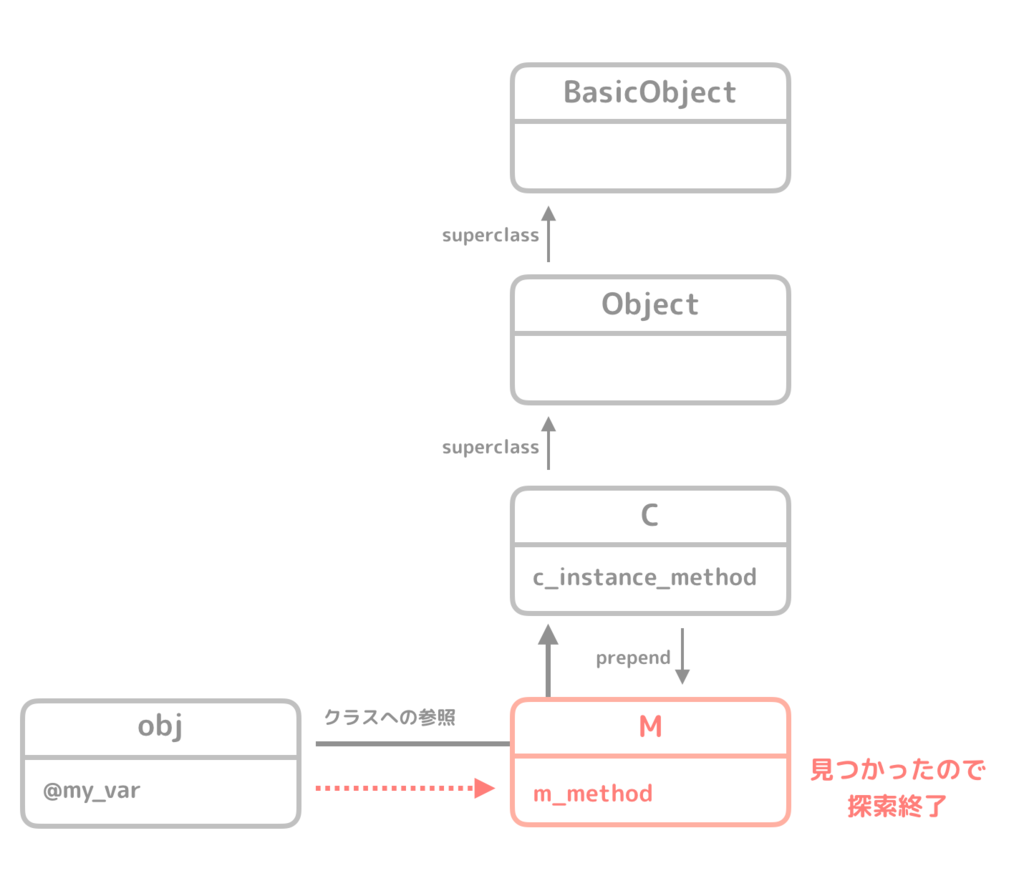 BasicObject
superclass
Object
superclass
C
c_instance_method
prepend
obj
クラスへの参照
M
@my_var
m_method
見つかったので
探索終了